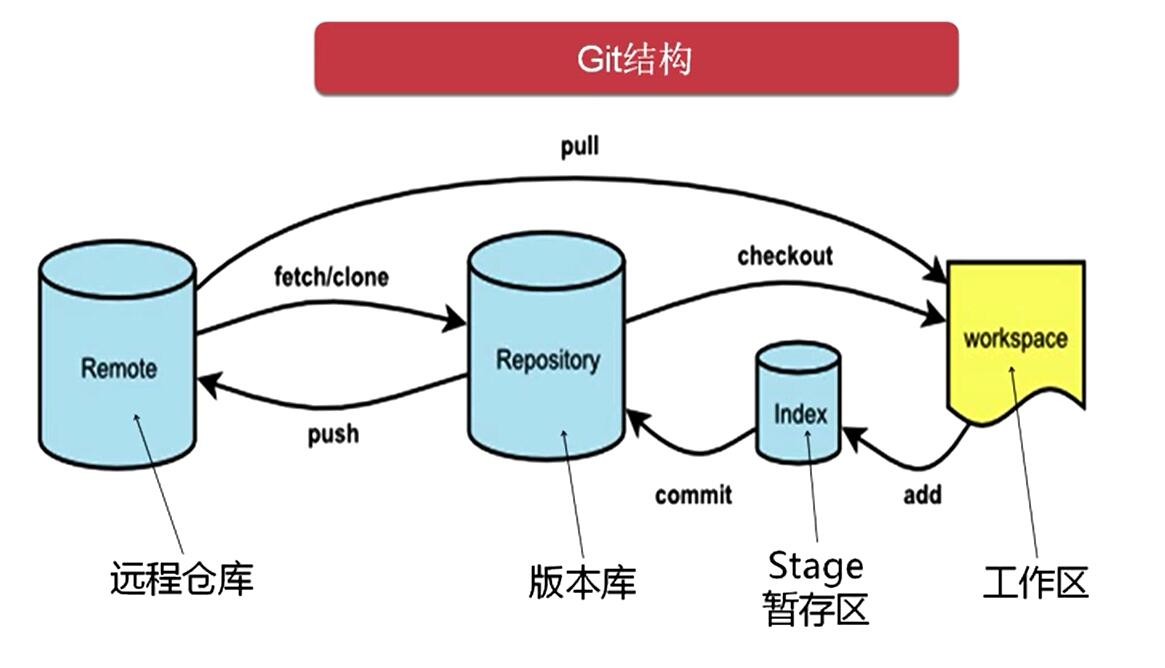 Git结构
pull
fetch/clone
checkout
Remote
Repository
workspace
Index
push
commit
add
远程仓库
版本库
Stage
暂存区
工作区